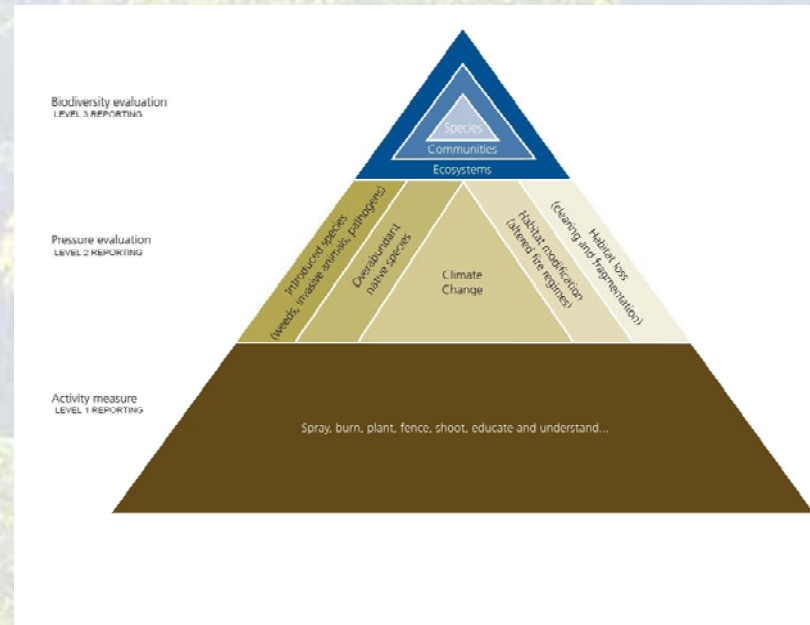 Biodiversity evaluation
LEVEL 3 REPORTING
Species
Communities
Ecosystems
Pressure evaluation
LEVEL 2 REPORTING
Introduced species
(weeds, invasive animals, pathogens)
Overabundant
native species
Climate
Change
Habitat modification
(altered fire regimes)
Habitat loss
(clearing and fragmentation)
Activity measure
LEVEL 1 REPORTING
Spray, burn, plant, fence, shoot, educate and understand...